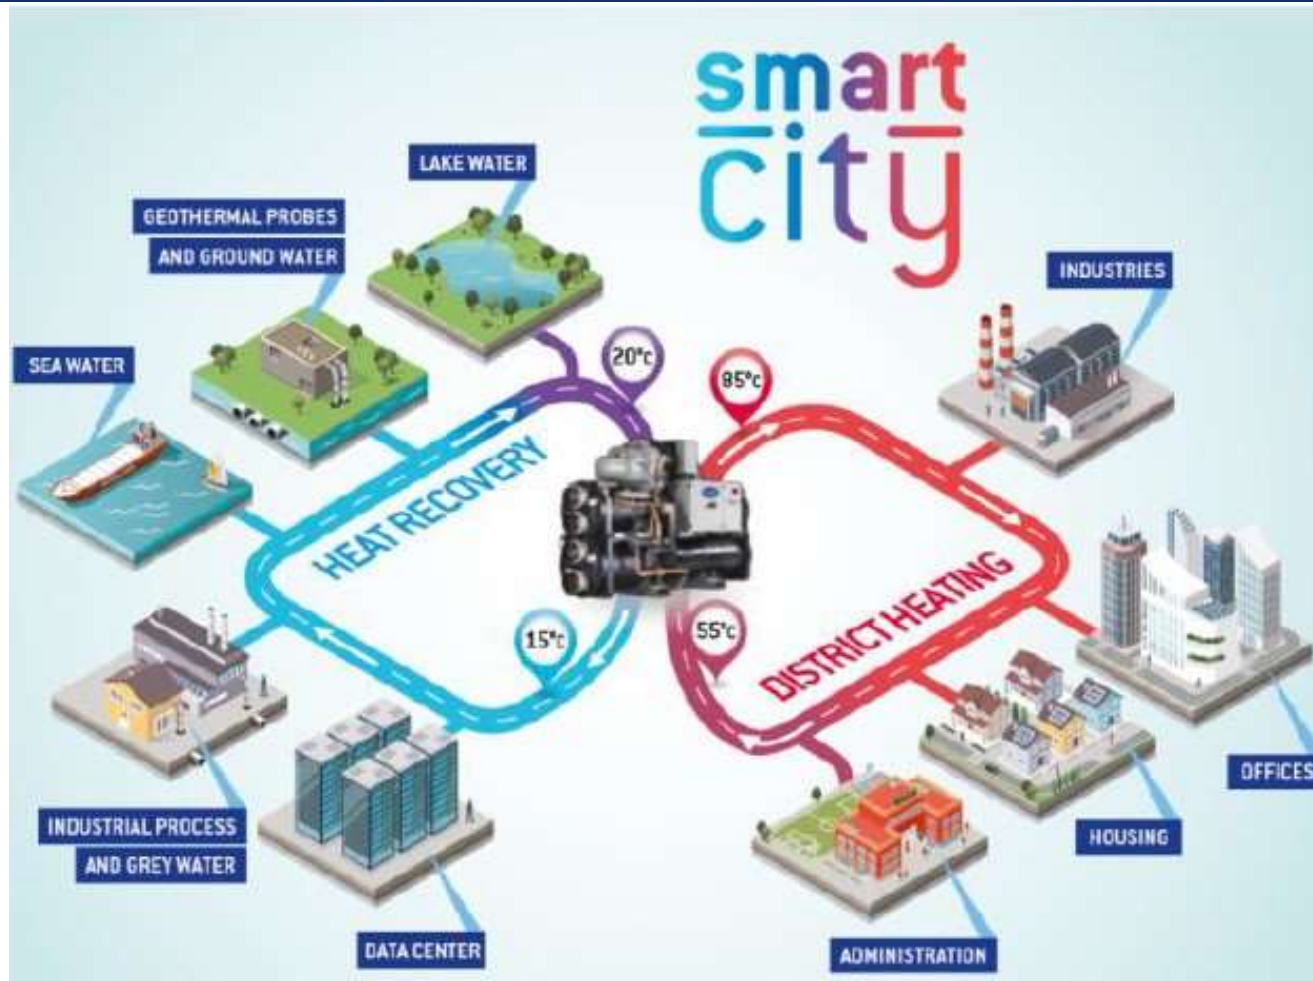 smart
city
LAKE WATER
GEOTHERMAL PROBES
AND GROUND WATER
INDUSTRIES
SEA WATER
20°c
85°c
HEAT RECOVERY
15°c
55°c
DISTRICT HEATING
OFFICES
INDUSTRIAL PROCESS
AND GREY WATER
HOUSING
DATA CENTER
ADMINISTRATION